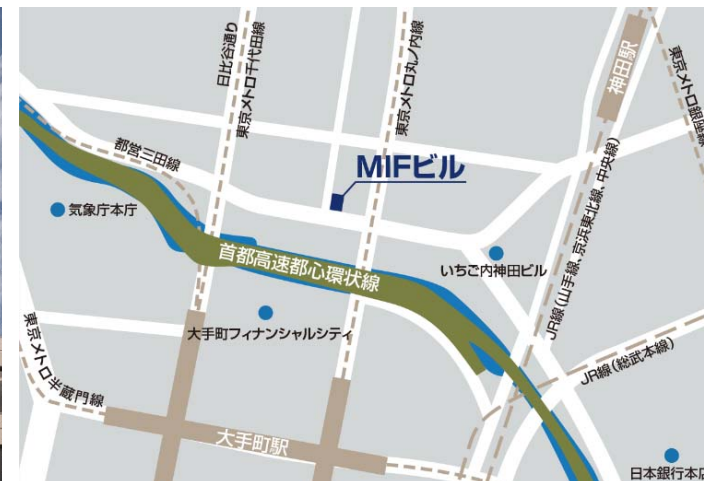 日比谷通り
東京メトロ千代田線
東京メトロ丸ノ内線
神田駅
東京メトロ銀座線
都営三田線
MIFビル
気象庁本庁
首都高速都心環状線
いちご内神田ビル
JR線(山手線、京浜東北線、中央線)
大手町フィナンシャルシティ
東京メトロ半蔵門線
JR線(総武本線)
大手町駅
日本銀行本店